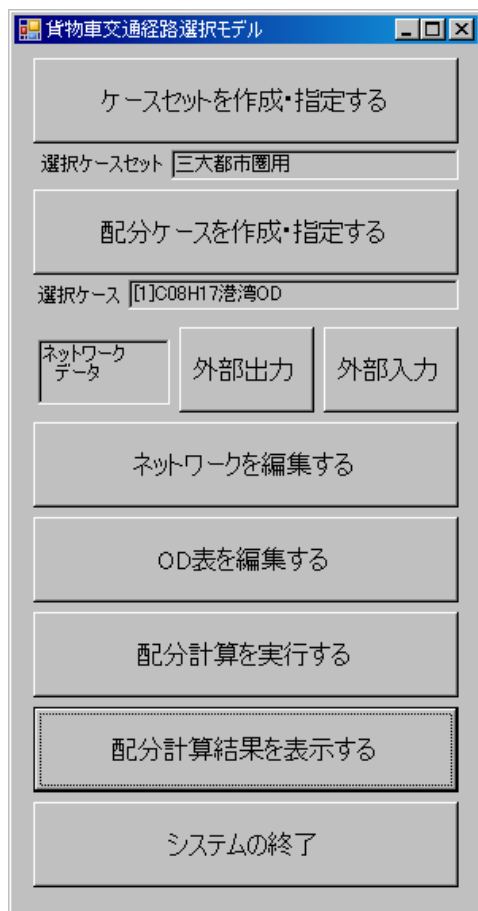 貨物車交通経路選択モデル
ケースセットを作成・指定する
選択ケースセット 三大都市圏用
配分ケースを作成・指定する
選択ケース [1]C08H17港湾OD
ネットワーク
データ
外部出力 外部入力
ネットワークを編集する
OD表を編集する
配分計算を実行する
配分計算結果を表示する
システムの終了